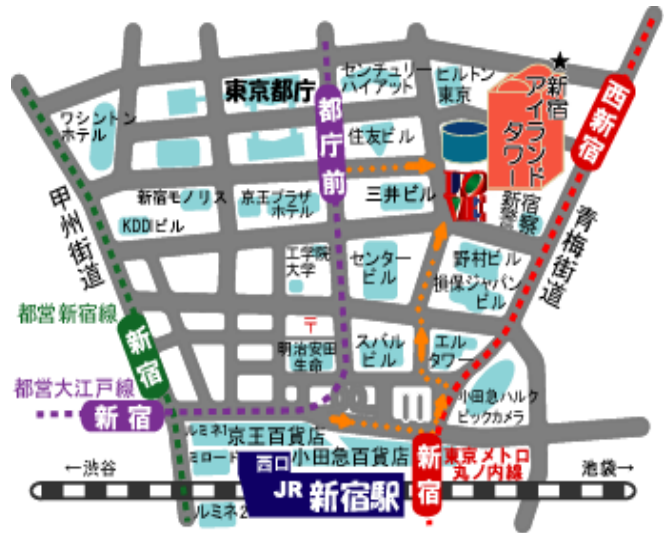 センチュリー
ハイアット
ヒルトン
東京
★
新宿
アイランド
タワー
西新宿
東京都庁
都庁前
住友ビル
ワシントン
ホテル
新宿モノリス
京王プラザ
ホテル
三井ビル
新宿
警察
KDDIビル
甲州街道
青梅街道
工学院
大学
センター
ビル
野村ビル
損保ジャパン
ビル
都営新宿線
新宿
〒
明治安田
生命
スバル
ビル
エル
タワー
都営大江戸線
新宿
小田急ハルク
ビックカメラ
ルミネ1
京王百貨店
ミロード
小田急百貨店
新宿
東京メトロ
丸ノ内線
←渋谷
西口
JR 新宿駅
池袋→
ルミネ2